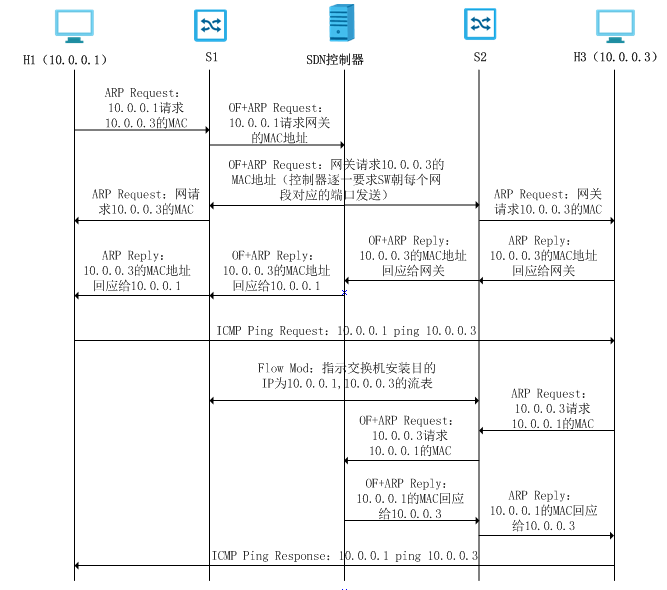 H1（10.0.0.1）
S1
SDN控制器
S2
H3（10.0.0.3）
ARP Request:
10.0.0.1请求
10.0.0.3的MAC
OF+ARP Request:
10.0.0.1请求网关
的MAC地址
OF+ARP Request: 网关请求10.0.0.3的
MAC地址（控制器逐一要求SW朝每个网
段对应的端口发送）
ARP Request: 网请
求10.0.0.3的MAC
ARP Request: 网关
请求10.0.0.3的MAC
ARP Reply:
10.0.0.3的MAC地址
回应给10.0.0.1
OF+ARP Reply:
10.0.0.3的MAC地址
回应给10.0.0.1
OF+ARP Reply:
10.0.0.3的MAC地址
回应给网关
ARP Reply:
10.0.0.3的MAC地址
回应给网关
ICMP Ping Request: 10.0.0.1 ping 10.0.0.3
Flow Mod: 指示交换机安装目的
IP为10.0.0.1,10.0.0.3的流表
ARP Request:
10.0.0.3请求
10.0.0.1的MAC
OF+ARP Request:
10.0.0.3请求
10.0.0.1的MAC
OF+ARP Reply:
10.0.0.1的MAC回应
给10.0.0.3
ARP Reply:
10.0.0.1的MAC回应
给10.0.0.3
ICMP Ping Response: 10.0.0.1 ping 10.0.0.3